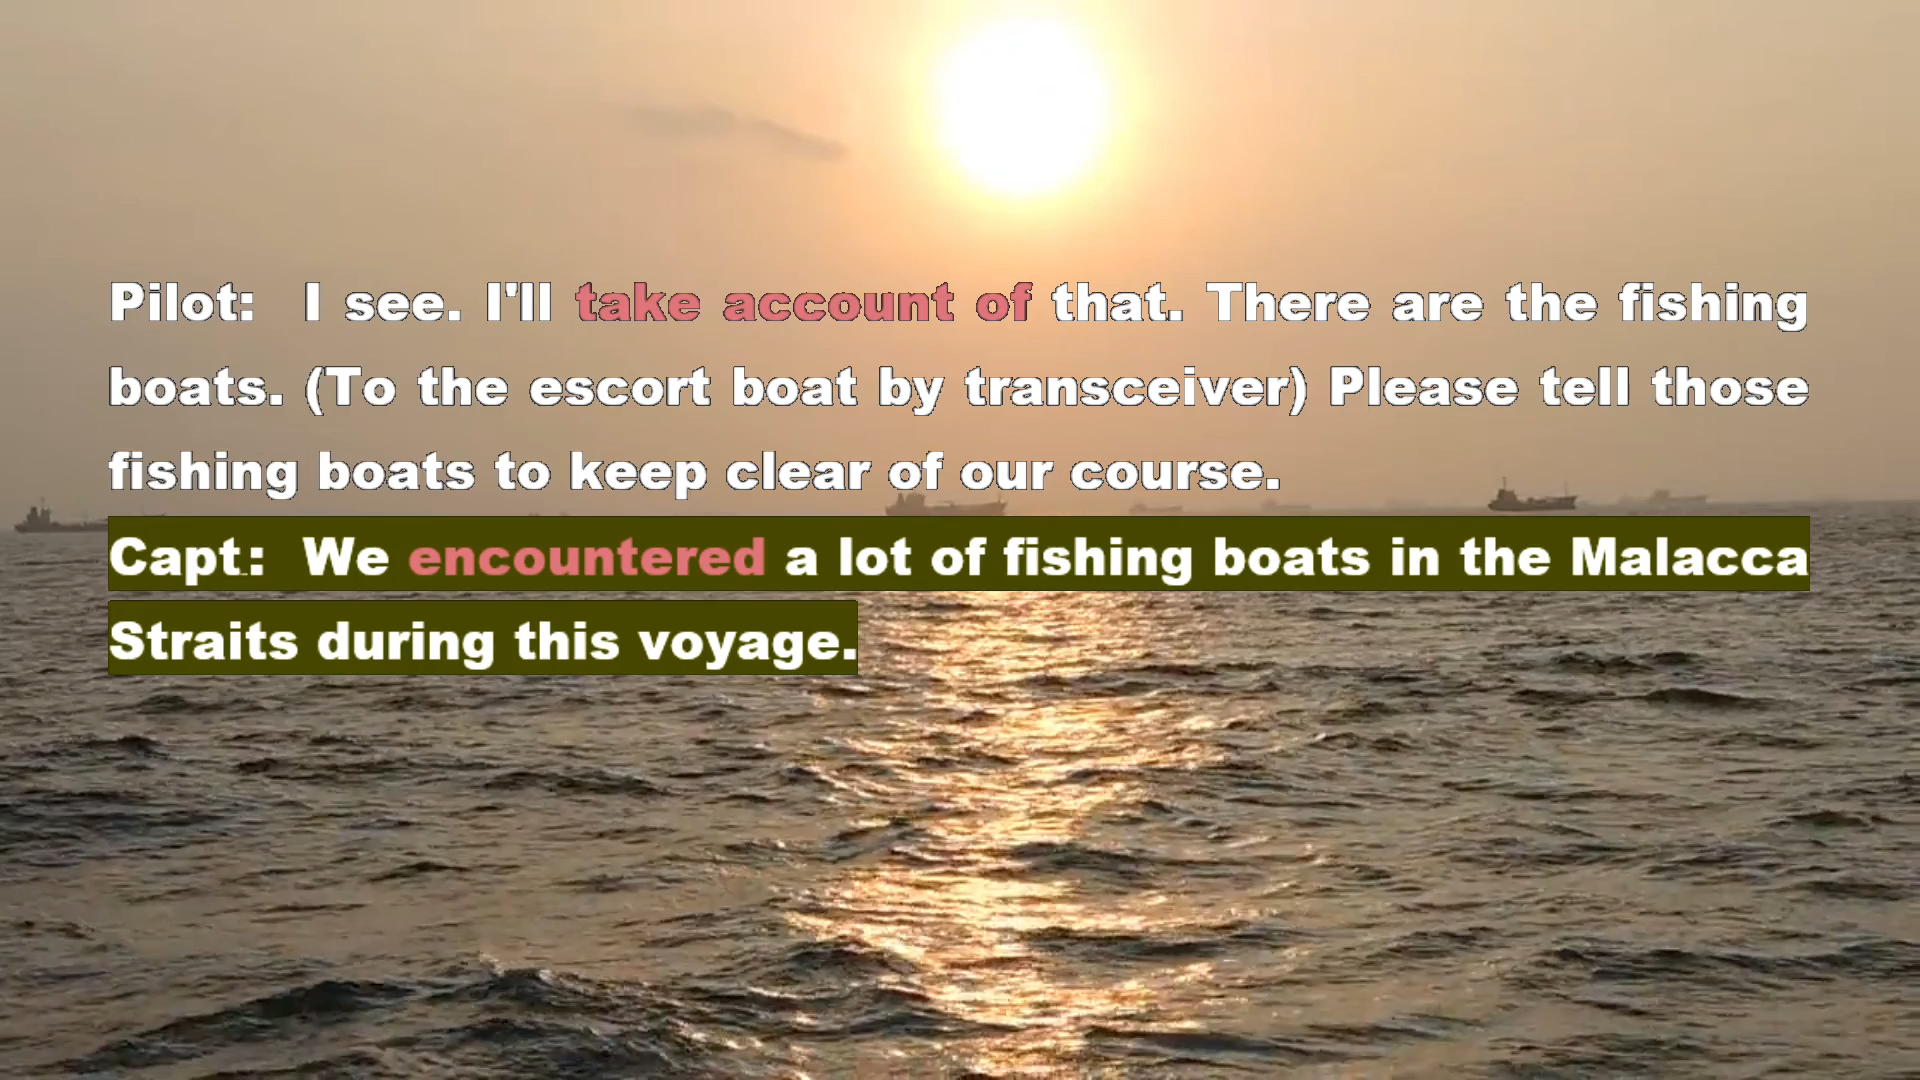 Pilot: I see. I'll take account of that. There are the fishing
boats. (To the escort boat by transceiver) Please tell those
fishing boats to keep clear of our course.
Capt.: We encountered a lot of fishing boats in the Malacca
Straits during this voyage.